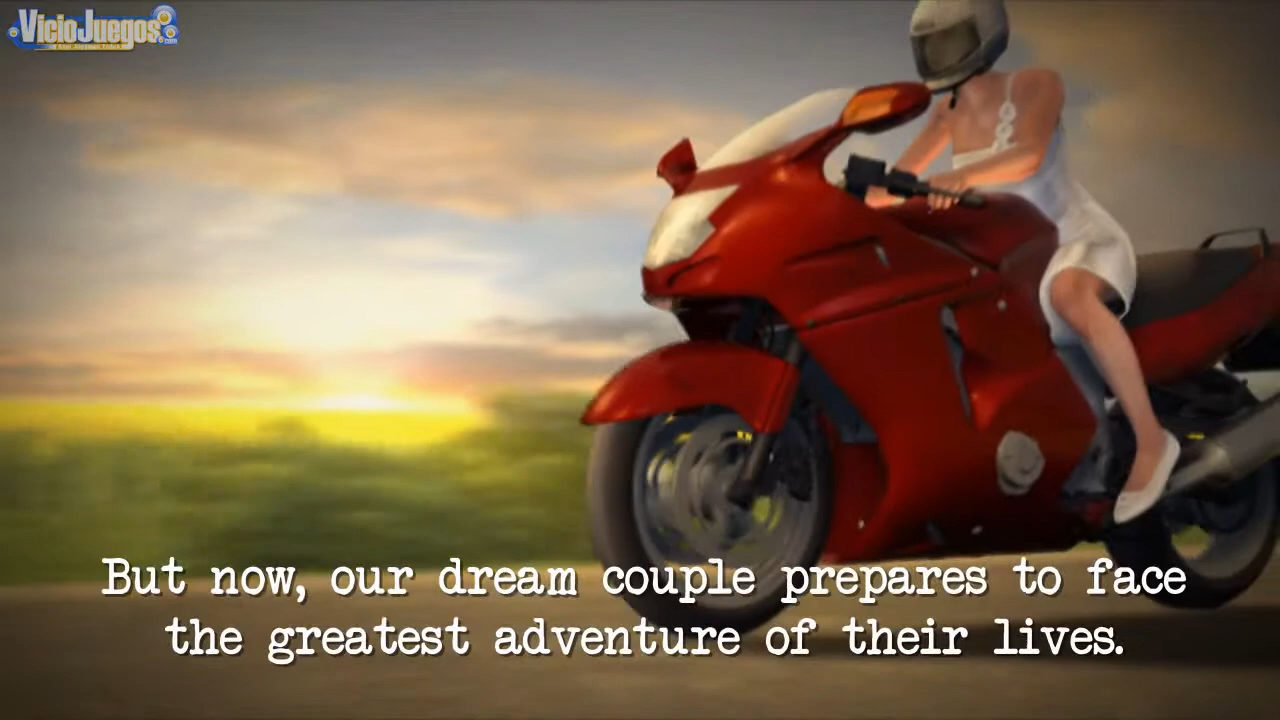 VicioJuegos
.com
But now, our dream couple prepares to face
the greatest adventure of their lives.